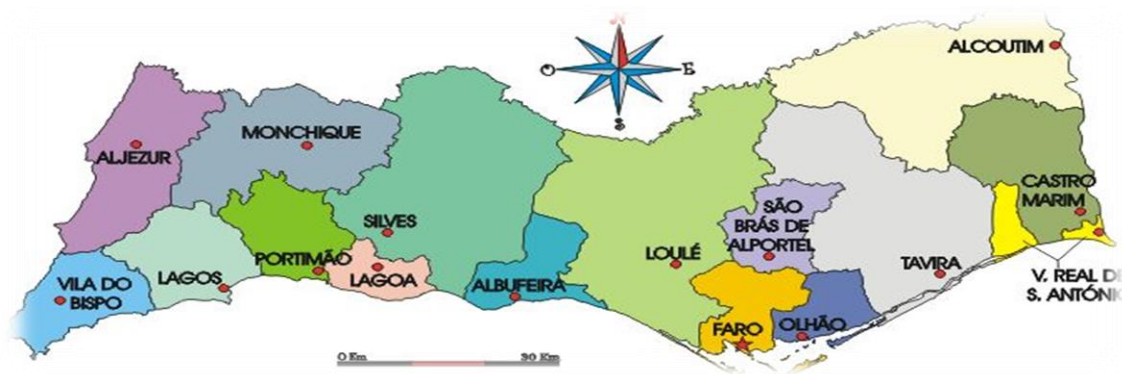 N
O
E
S
ALCOUTIM
MONCHIQUE
ALJEZUR
CASTRO
MARIM
SILVES
SÃO
BRÁS DE
ALPORTEL
LOULÉ
PORTIMÃO
TAVIRA
VILA DO
BISPO
LAGOS
LAGOA
ALBUFEIRA
V. REAL DE
S. ANTÓNI
FARO
OLHÃO
0 Km
30 Km